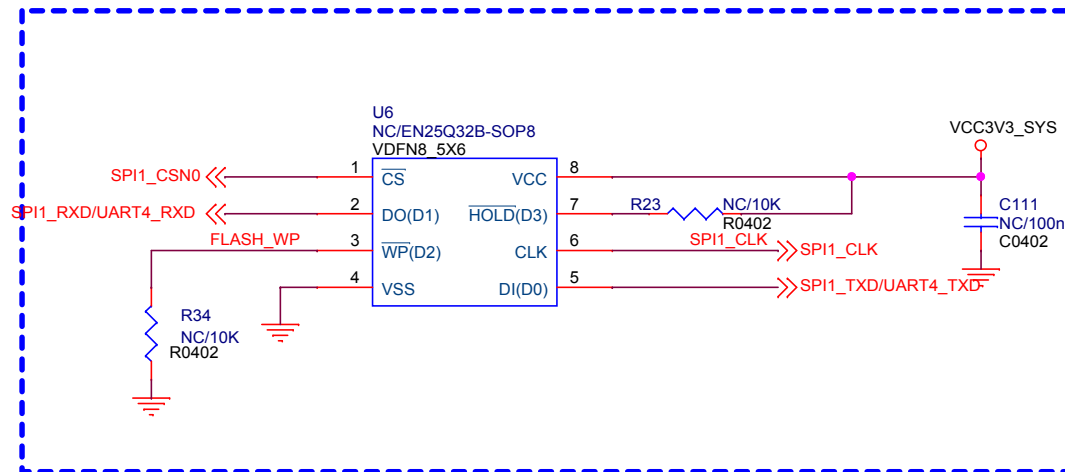 U6
NC/EN25Q32B-SOP8
VDFN8_5X6
VCC3V3_SYS
SPI1_CSN0
1
CS
VCC
8
SPI1_RXD/UART4_RXD
2
DO(D1)
HOLD(D3)
7
R23
NC/10K
R0402
C111
NC/100n
C0402
FLASH_WP
3
WP(D2)
CLK
6
SPI1_CLK
SPI1_CLK
4
VSS
DI(D0)
5
SPI1_TXD/UART4_TXD
R34
NC/10K
R0402